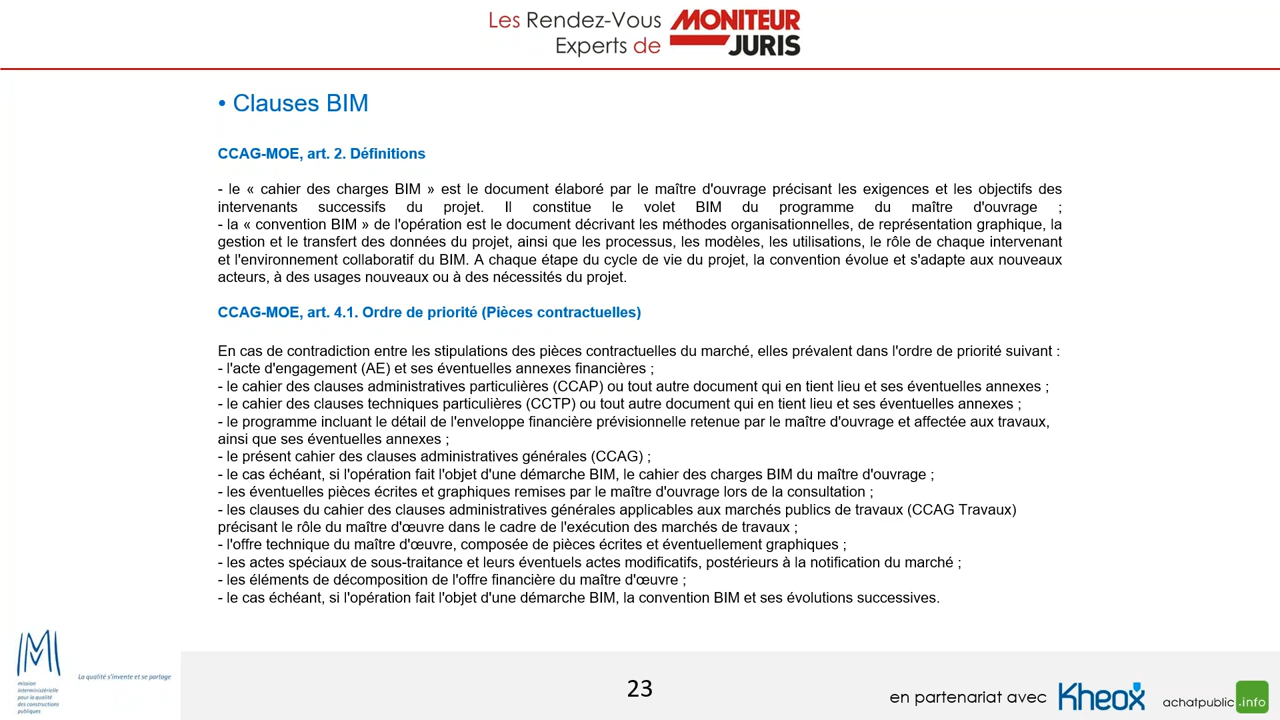 Les Rendez-Vous
Experts de
MONITEUR
JURIS
• Clauses BIM
CCAG-MOE, art. 2. Définitions
- le « cahier des charges BIM » est le document élaboré par le maître d'ouvrage précisant les exigences et les objectifs des
intervenants successifs du projet. Il constitue le volet BIM du programme du maître d'ouvrage ;
- la « convention BIM » de l'opération est le document décrivant les méthodes organisationnelles, de représentation graphique, la
gestion et le transfert des données du projet, ainsi que les processus, les modèles, les utilisations, le rôle de chaque intervenant
et l'environnement collaboratif du BIM. A chaque étape du cycle de vie du projet, la convention évolue et s'adapte aux nouveaux
acteurs, à des usages nouveaux ou à des nécessités du projet.
CCAG-MOE, art. 4.1. Ordre de priorité (Pièces contractuelles)
En cas de contradiction entre les stipulations des pièces contractuelles du marché, elles prévalent dans l'ordre de priorité suivant :
- l'acte d'engagement (AE) et ses éventuelles annexes financières ;
- le cahier des clauses administratives particulières (CCAP) ou tout autre document qui en tient lieu et ses éventuelles annexes ;
- le cahier des clauses techniques particulières (CCTP) ou tout autre document qui en tient lieu et ses éventuelles annexes ;
- le programme incluant le détail de l'enveloppe financière prévisionnelle retenue par le maître d'ouvrage et affectée aux travaux,
ainsi que ses éventuelles annexes ;
- le présent cahier des clauses administratives générales (CCAG) ;
- le cas échéant, si l'opération fait l'objet d'une démarche BIM, le cahier des charges BIM du maître d'ouvrage ;
- les éventuelles pièces écrites et graphiques remises par le maître d'ouvrage lors de la consultation ;
- les clauses du cahier des clauses administratives générales applicables aux marchés publics de travaux (CCAG Travaux)
précisant le rôle du maître d'œuvre dans le cadre de l'exécution des marchés de travaux ;
- l'offre technique du maître d'œuvre, composée de pièces écrites et éventuellement graphiques ;
- les actes spéciaux de sous-traitance et leurs éventuels actes modificatifs, postérieurs à la notification du marché ;
- les éléments de décomposition de l'offre financière du maître d'œuvre ;
- le cas échéant, si l'opération fait l'objet d'une démarche BIM, la convention BIM et ses évolutions successives.
mission
interministérielle
pour la qualité
des constructions
publiques
La qualité s'invente et se partage
23
en partenariat avec
Kheox
achatpublic.info